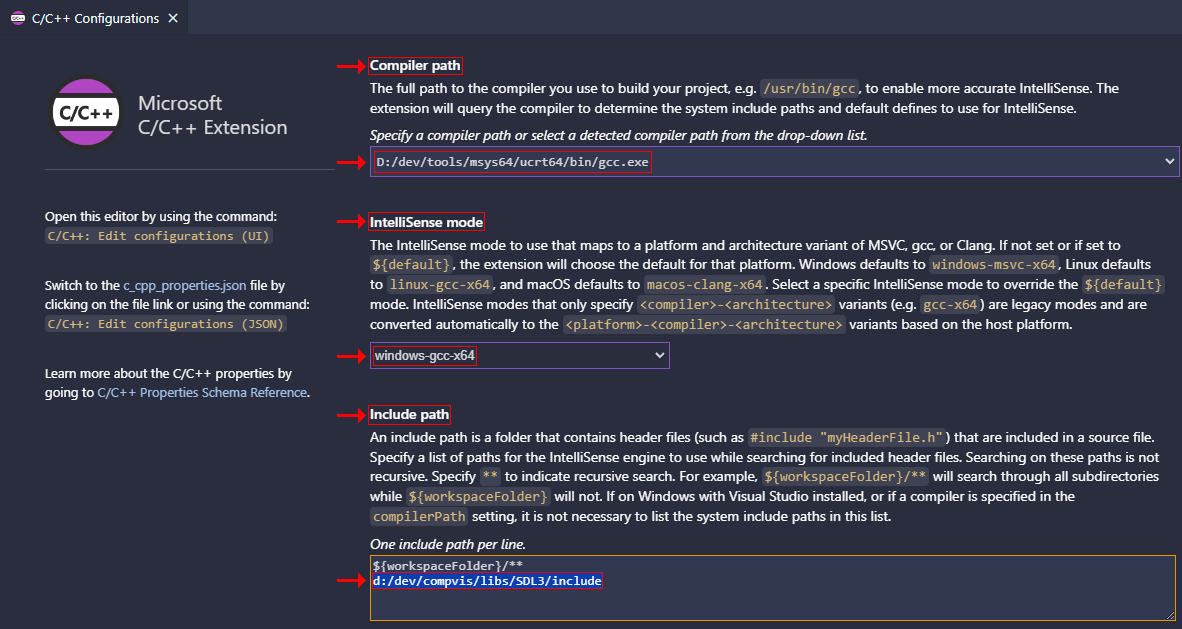 C/C++ Configurations ×
C/C++
Microsoft
C/C++ Extension
Open this editor by using the command:
C/C++: Edit configurations (UI)
Switch to the c_cpp_properties.json file by
clicking on the file link or using the command:
C/C++: Edit configurations (JSON)
Learn more about the C/C++ properties by
going to C/C++ Properties Schema Reference.
Compiler path
The full path to the compiler you use to build your project, e.g. /usr/bin/gcc, to enable more accurate IntelliSense. The
extension will query the compiler to determine the system include paths and default defines to use for IntelliSense.
Specify a compiler path or select a detected compiler path from the drop-down list.
D:/dev/tools/msys64/ucrt64/bin/gcc.exe
IntelliSense mode
The IntelliSense mode to use that maps to a platform and architecture variant of MSVC, gcc, or Clang. If not set or if set to
${default}, the extension will choose the default for that platform. Windows defaults to windows-msvc-x64, Linux defaults
to linux-gcc-x64, and macOS defaults to macos-clang-x64. Select a specific IntelliSense mode to override the ${default}
mode. IntelliSense modes that only specify <compiler>-<architecture> variants (e.g. gcc-x64) are legacy modes and are
converted automatically to the <platform>-<compiler>-<architecture> variants based on the host platform.
windows-gcc-x64
Include path
An include path is a folder that contains header files (such as #include "myHeaderFile.h") that are included in a source file.
Specify a list of paths for the IntelliSense engine to use while searching for included header files. Searching on these paths is not
recursive. Specify ** to indicate recursive search. For example, ${workspaceFolder}/** will search through all subdirectories
while ${workspaceFolder} will not. If on Windows with Visual Studio installed, or if a compiler is specified in the
compilerPath setting, it is not necessary to list the system include paths in this list.
One include path per line.
${workspaceFolder}/**
d:/dev/compvis/libs/SDL3/include